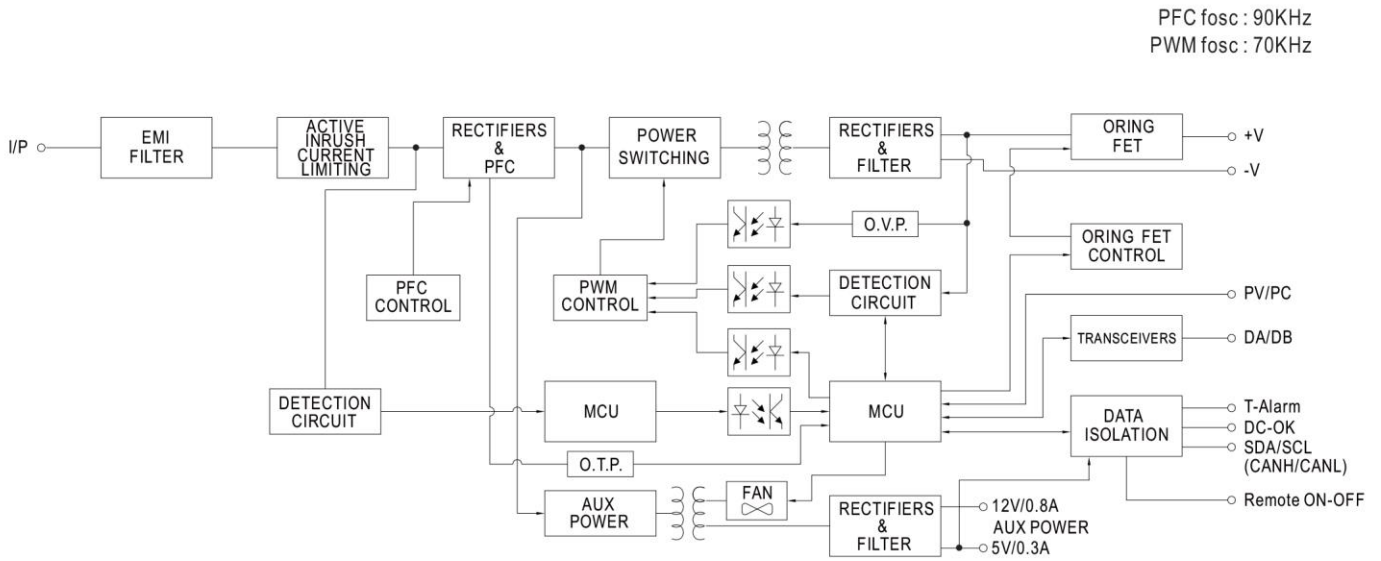 PFC fosc : 90KHz
PWM fosc : 70KHz
I/P
EMI
FILTER
ACTIVE
INRUSH
CURRENT
LIMITING
RECTIFIERS
&
PFC
POWER
SWITCHING
RECTIFIERS
&
FILTER
ORING
FET
+V
-V
O.V.P.
ORING FET
CONTROL
PFC
CONTROL
PWM
CONTROL
DETECTION
CIRCUIT
PV/PC
TRANSCEIVERS
DA/DB
DETECTION
CIRCUIT
MCU
MCU
DATA
ISOLATION
T-Alarm
DC-OK
SDA/SCL
(CANH/CANL)
O.T.P.
Remote ON-OFF
AUX
POWER
FAN
RECTIFIERS
&
FILTER
12V/0.8A
AUX POWER
5V/0.3A